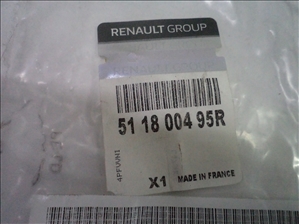 RENAULT GROUP
51 18 004 95R
X1 MADE IN FRANCE